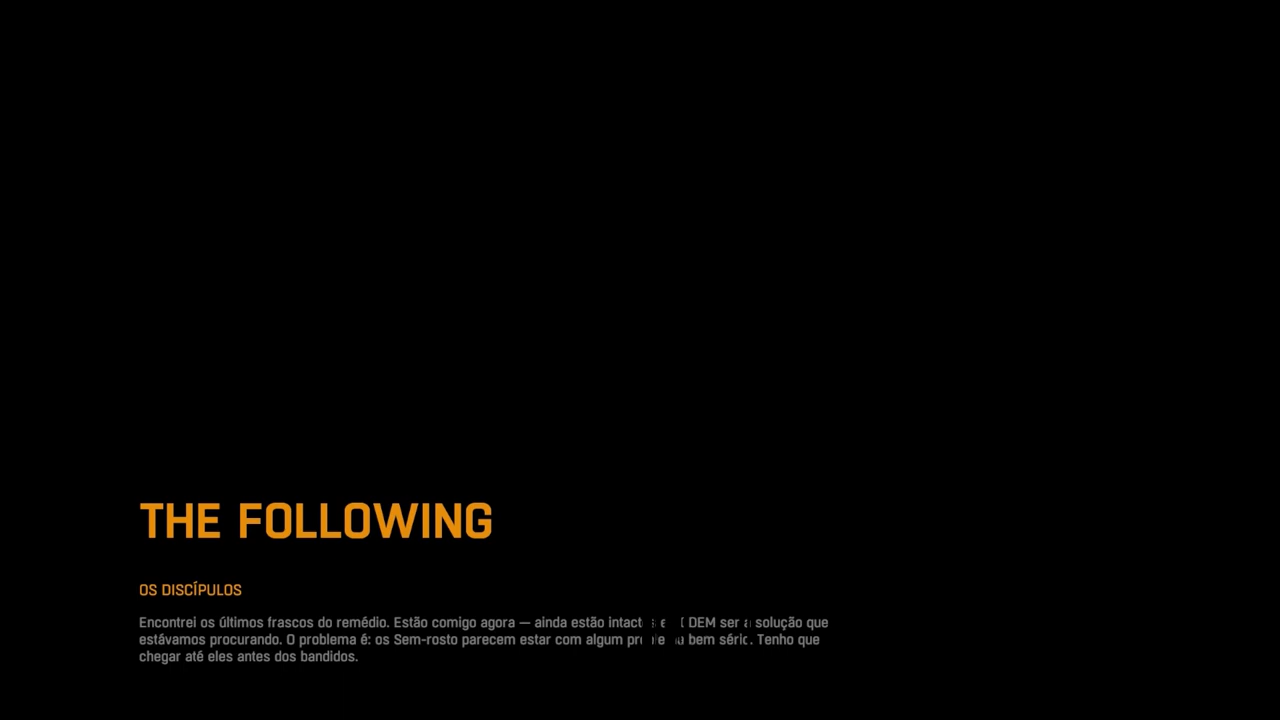 THE FOLLOWING
OS DISCÍPULOS
Encontrei os últimos frascos do remédio. Estão comigo agora — ainda estão DEM ser solução que
estávamos procurando. O problema é: os Sem-rosto parecem estar com algum bem Tenho que
chegar até eles antes dos bandidos.